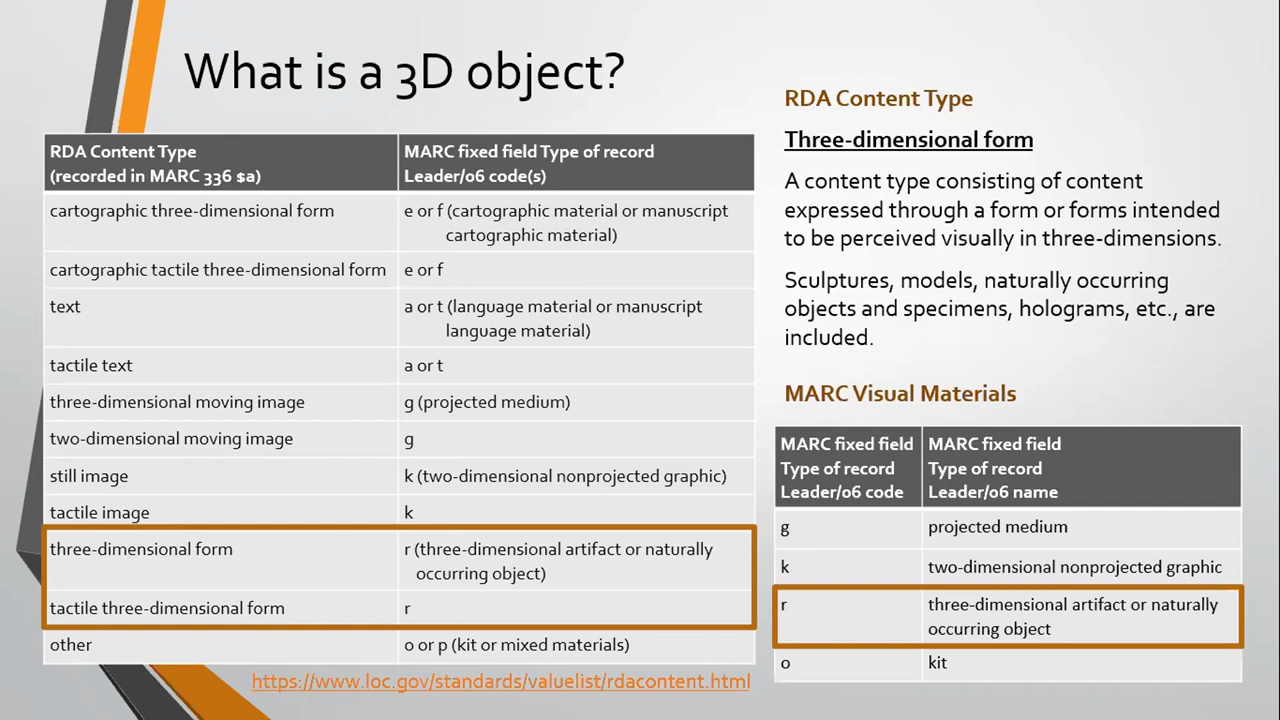 What is a 3D object?
RDA Content Type
(recorded in MARC 336 $a)
MARC fixed field Type of record
Leader/06 code(s)
cartographic three-dimensional form
e or f (cartographic material or manuscript
cartographic material)
cartographic tactile three-dimensional form
e or f
text
a or t (language material or manuscript
language material)
tactile text
a or t
three-dimensional moving image
g (projected medium)
two-dimensional moving image
g
still image
k (two-dimensional nonprojected graphic)
tactile image
k
three-dimensional form
r (three-dimensional artifact or naturally
occurring object)
tactile three-dimensional form
r
other
o or p (kit or mixed materials)
https://www.loc.gov/standards/valuelist/rdacontent.html
RDA Content Type
Three-dimensional form
A content type consisting of content
expressed through a form or forms intended
to be perceived visually in three-dimensions.
Sculptures, models, naturally occurring
objects and specimens, holograms, etc., are
included.
MARC Visual Materials
MARC fixed field
Type of record
Leader/06 code
MARC fixed field
Type of record
Leader/06 name
g
projected medium
k
two-dimensional nonprojected graphic
r
three-dimensional artifact or naturally
occurring object
o
kit